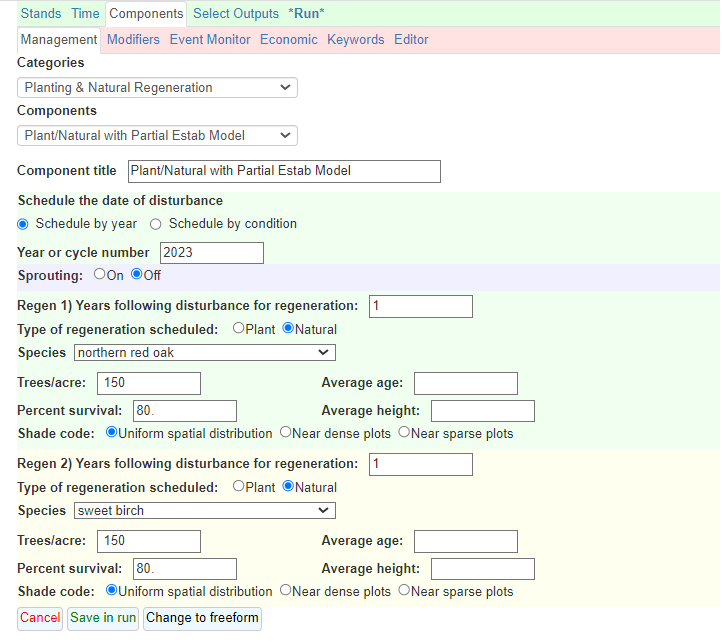 Stands Time Components Select Outputs *Run*
Management Modifiers Event Monitor Economic Keywords Editor
Categories
Planting & Natural Regeneration
Components
Plant/Natural with Partial Estab Model
Component title Plant/Natural with Partial Estab Model
Schedule the date of disturbance
Schedule by year Schedule by condition
Year or cycle number 2023
Sprouting: On Off
Regen 1) Years following disturbance for regeneration: 1
Type of regeneration scheduled: Plant Natural
Species northern red oak
Trees/acre: 150 Average age:
Percent survival: 80. Average height:
Shade code: Uniform spatial distribution Near dense plots Near sparse plots
Regen 2) Years following disturbance for regeneration: 1
Type of regeneration scheduled: Plant Natural
Species sweet birch
Trees/acre: 150 Average age:
Percent survival: 80. Average height:
Shade code: Uniform spatial distribution Near dense plots Near sparse plots
Cancel Save in run Change to freeform